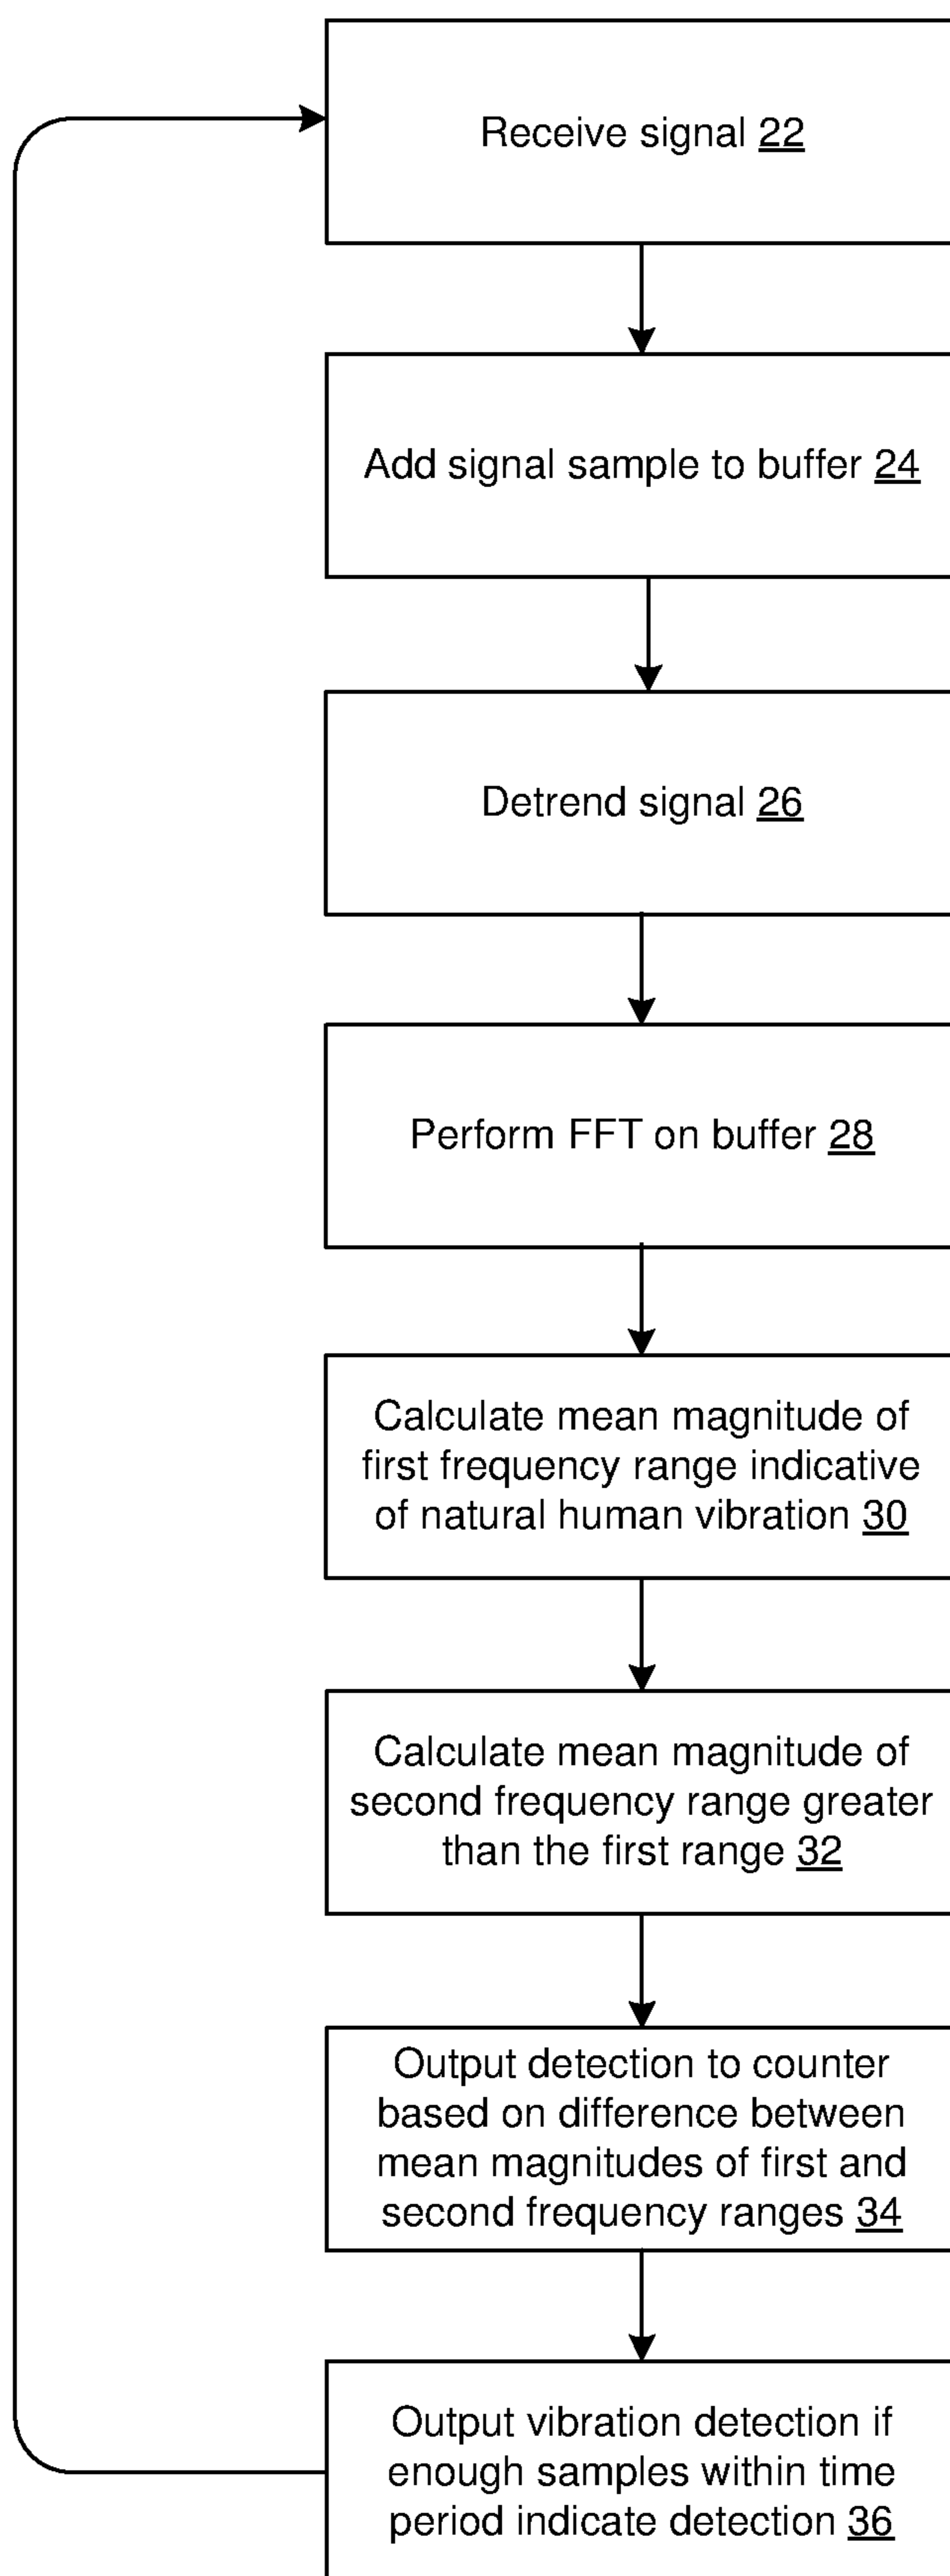 Receive signal 22
Add signal sample to buffer 24
Detrend signal 26
Perform FFT on buffer 28
Calculate mean magnitude of
first frequency range indicative
of natural human vibration 30
Calculate mean magnitude of
second frequency range greater
than the first range 32
Output detection to counter
based on difference between
mean magnitudes of first and
second frequency ranges 34
Output vibration detection if
enough samples within time
period indicate detection 36